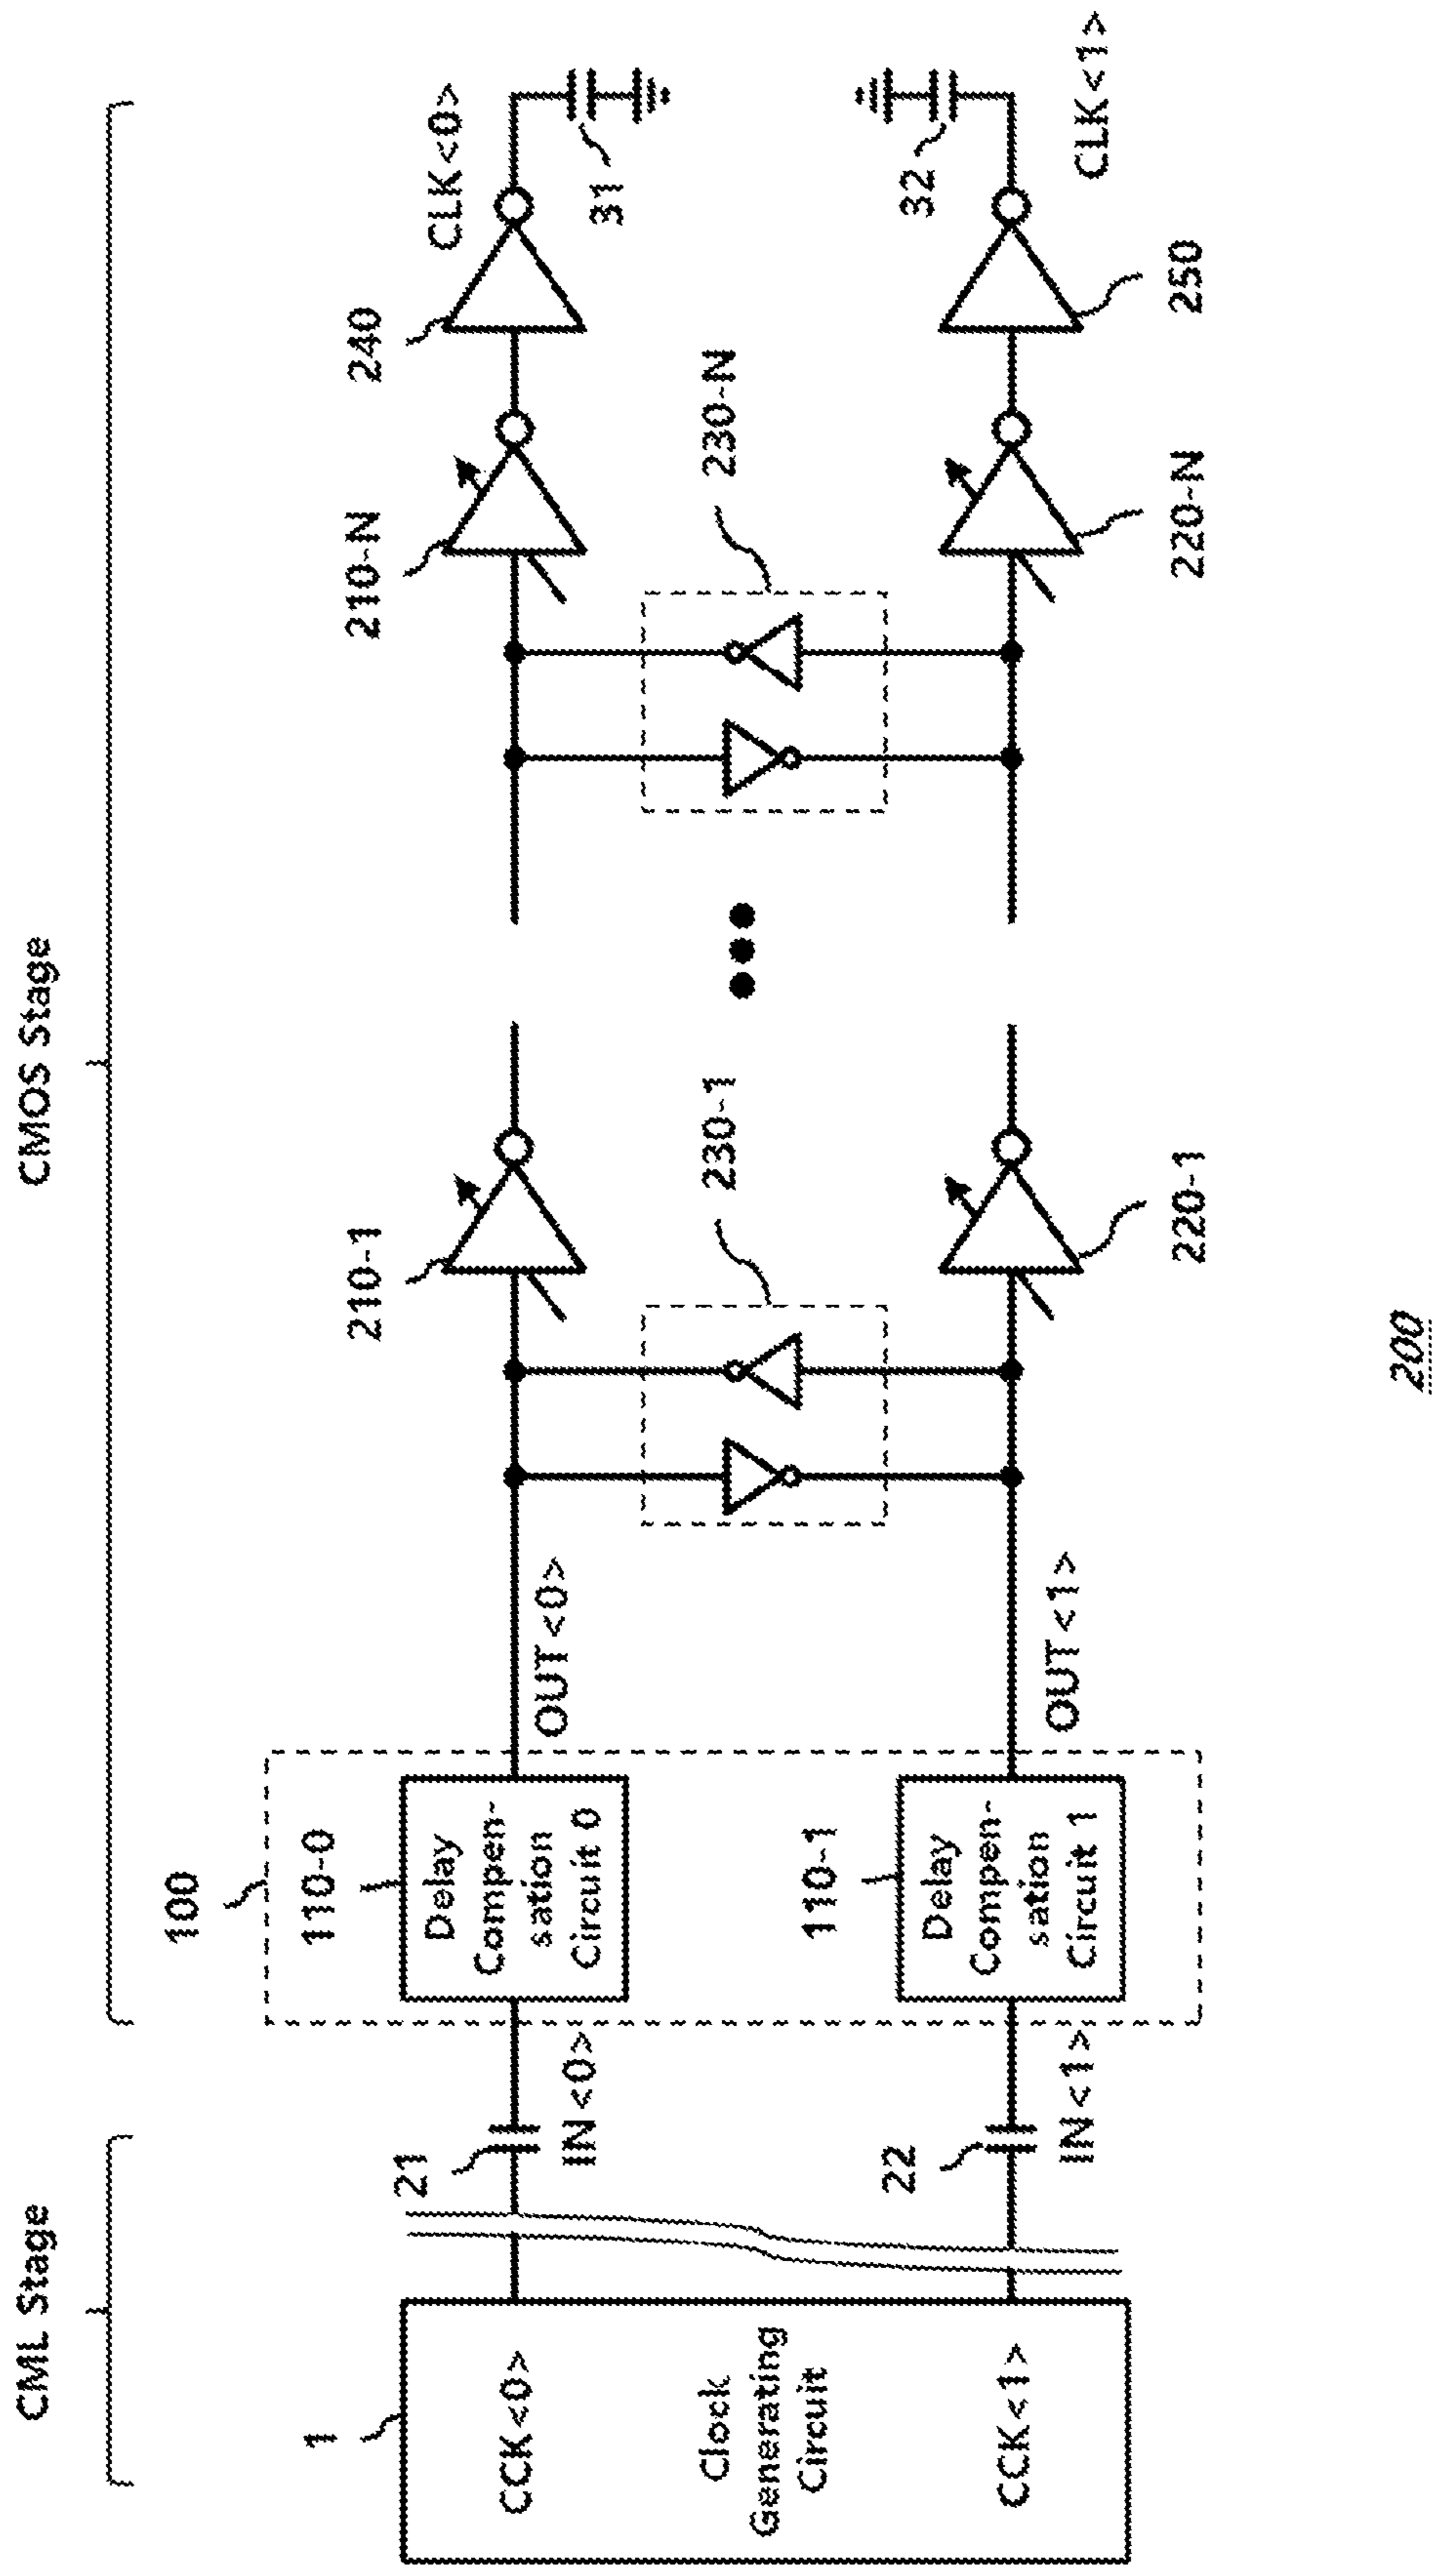 CML Stage
CMOS Stage
1
CCK<0>
Clock
Generating
Circuit
CCK<1>
21
IN<0>
22
IN<1>
100
110-0
Delay
Compen-
sation
Circuit 0
110-1
Delay
Compen-
sation
Circuit 1
OUT<0>
OUT<1>
230-1
210-1
220-1
230-N
210-N
220-N
240
250
CLK<0>
31
32
CLK<1>
200